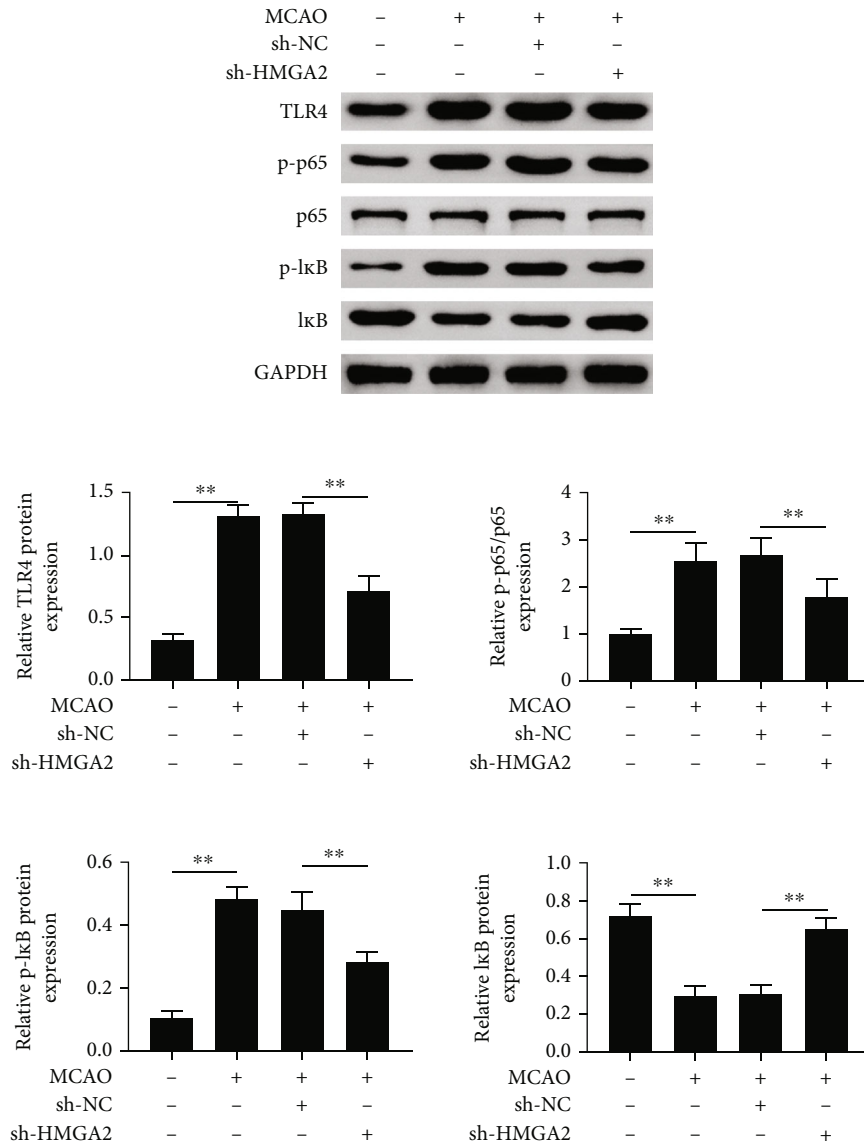 MCAO – + + +
sh-NC – – + –
sh-HMGA2 – – – +
TLR4
p-p65
p65
p-lκB
lκB
GAPDH
Relative TLR4 protein
expression
1.5
1.0
0.5
0.0
** **
MCAO – + + +
sh-NC – – + –
sh-HMGA2 – – – +
Relative p-p65/p65
expression
4
3
2
1
0
** **
MCAO – + + +
sh-NC – – + –
sh-HMGA2 – – – +
Relative p-lκB protein
expression
0.6
0.4
0.2
0.0
** **
MCAO – + + +
sh-NC – – + –
sh-HMGA2 – – – +
Relative lκB protein
expression
1.0
0.8
0.6
0.4
0.2
0.0
** **
MCAO – + + +
sh-NC – – + –
sh-HMGA2 – – – +